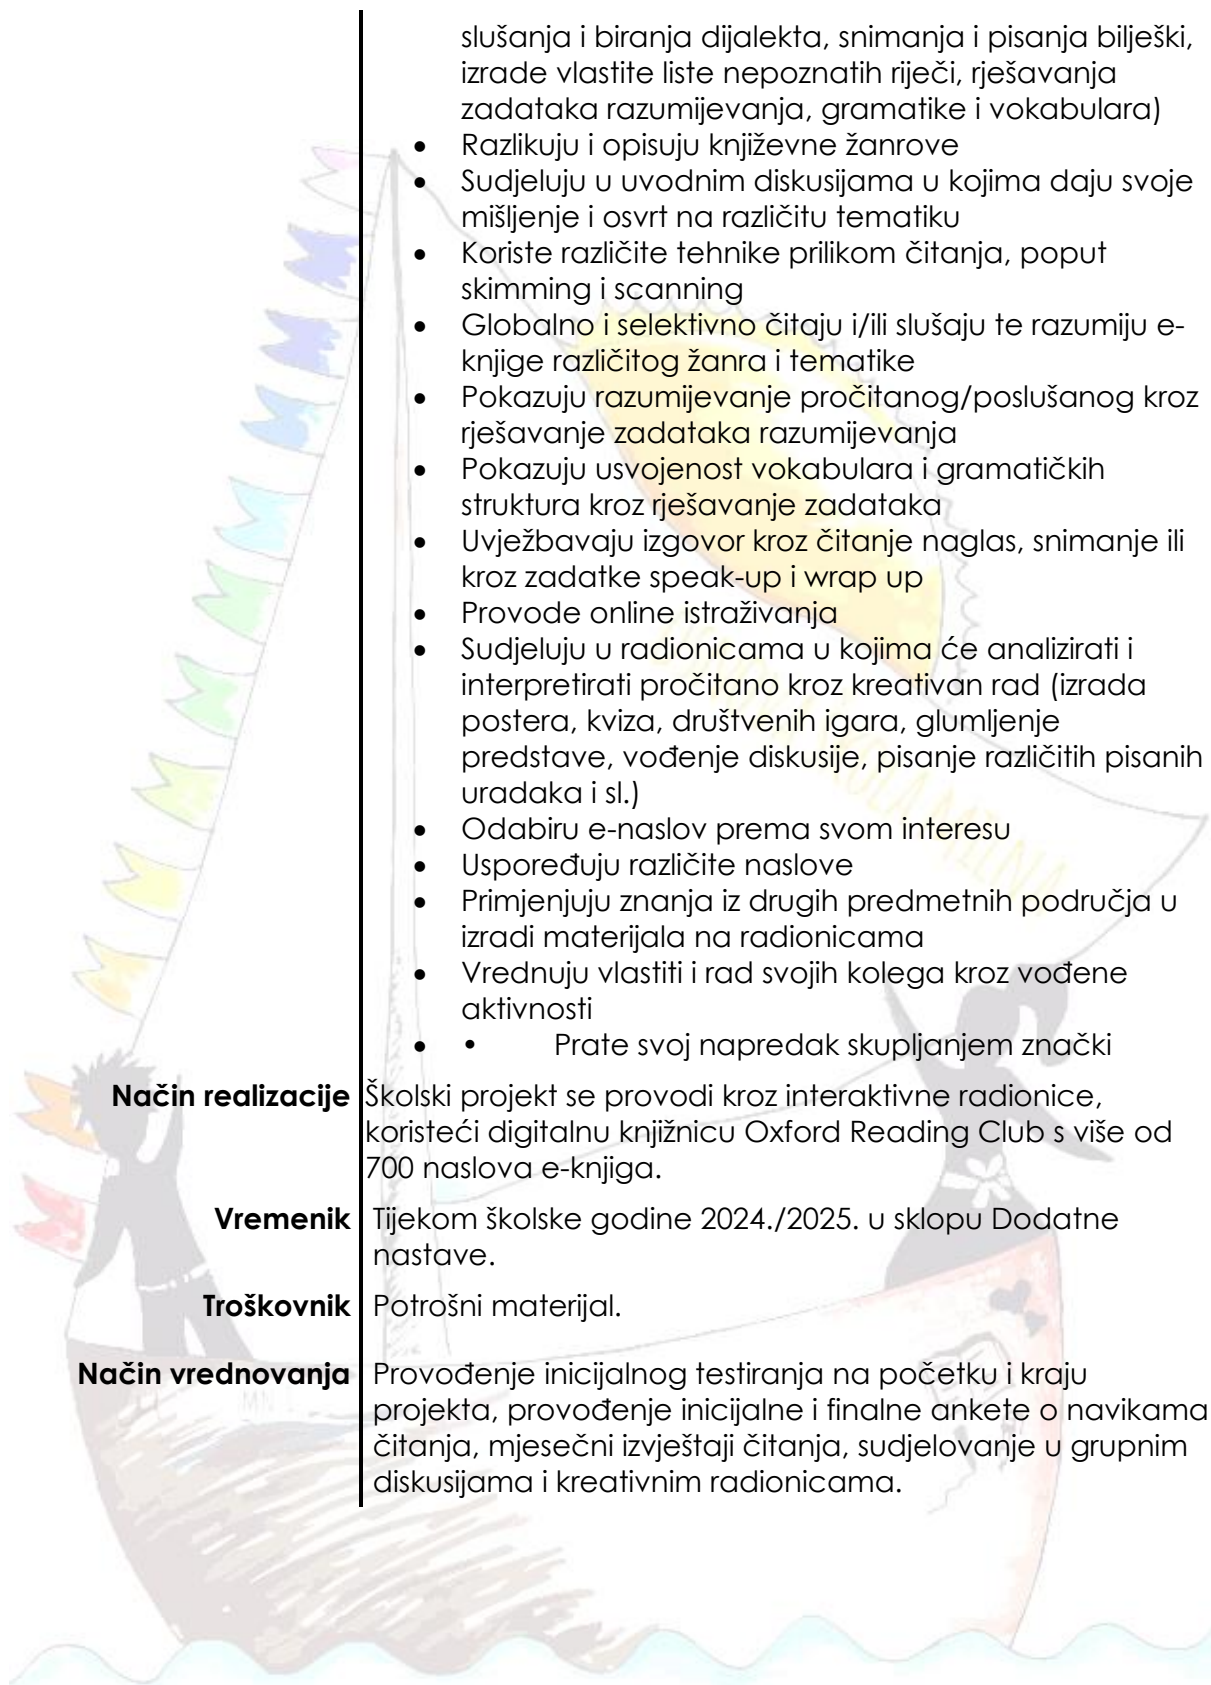 slušanja i biranja dijalekta, snimanja i pisanja bilješki,
izrade vlastite liste nepoznatih riječi, rješavanja
zadataka razumijevanja, gramatike i vokabulara)
• Razlikuju i opisuju književne žanrove
• Sudjeluju u uvodnim diskusijama u kojima daju svoje
mišljenje i osvrt na različitu tematiku
• Koriste različite tehnike prilikom čitanja, poput
skimming i scanning
• Globalno i selektivno čitaju i/ili slušaju te razumiju e-
knjige različitog žanra i tematike
• Pokazuju razumijevanje pročitanog/poslušanog kroz
rješavanje zadataka razumijevanja
• Pokazuju usvojenost vokabulara i gramatičkih
struktura kroz rješavanje zadataka
• Uvježbavaju izgovor kroz čitanje naglas, snimanje ili
kroz zadatke speak-up i wrap up
• Provode online istraživanja
• Sudjeluju u radionicama u kojima će analizirati i
interpretirati pročitano kroz kreativan rad (izrada
postera, kviza, društvenih igara, glumljenje
predstave, vođenje diskusije, pisanje različitih pisanih
uradaka i sl.)
• Odabiru e-naslov prema svom interesu
• Uspoređuju različite naslove
• Primjenjuju znanja iz drugih predmetnih područja u
izradi materijala na radionicama
• Vrednuju vlastiti i rad svojih kolega kroz vođene
aktivnosti
• • Prate svoj napredak skupljanjem znački
Način realizacije Školski projekt se provodi kroz interaktivne radionice,
koristeći digitalnu knjižnicu Oxford Reading Club s više od
700 naslova e-knjiga.
Vremenik Tijekom školske godine 2024./2025. u sklopu Dodatne
nastave.
Troškovnik Potrošni materijal.
Način vrednovanja Provođenje inicijalnog testiranja na početku i kraju
projekta, provođenje inicijalne i finalne ankete o navikama
čitanja, mjesečni izvještaji čitanja, sudjelovanje u grupnim
diskusijama i kreativnim radionicama.